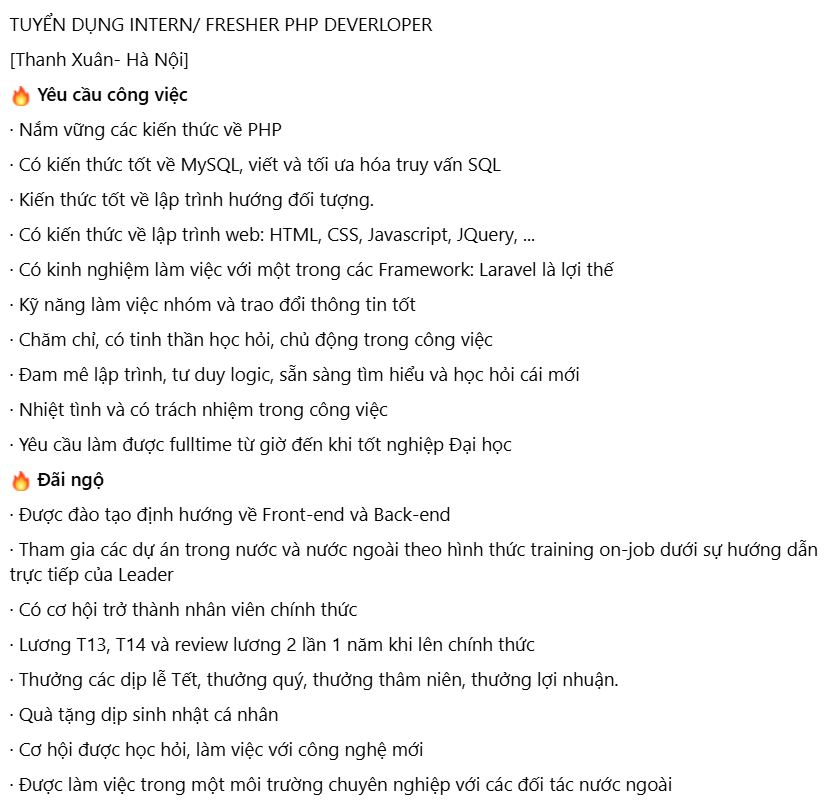 TUYỂN DỤNG INTERN/ FRESHER PHP DEVERLOPER
[Thanh Xuân- Hà Nội]
🔥 Yêu cầu công việc
· Nắm vững các kiến thức về PHP
· Có kiến thức tốt về MySQL, viết và tối ưa hóa truy vấn SQL
· Kiến thức tốt về lập trình hướng đối tượng.
· Có kiến thức về lập trình web: HTML, CSS, Javascript, JQuery, ...
· Có kinh nghiệm làm việc với một trong các Framework: Laravel là lợi thế
· Kỹ năng làm việc nhóm và trao đổi thông tin tốt
· Chăm chỉ, có tinh thần học hỏi, chủ động trong công việc
· Đam mê lập trình, tư duy logic, sẵn sàng tìm hiểu và học hỏi cái mới
· Nhiệt tình và có trách nhiệm trong công việc
· Yêu cầu làm được fulltime từ giờ đến khi tốt nghiệp Đại học
🔥 Đãi ngộ
· Được đào tạo định hướng về Front-end và Back-end
· Tham gia các dự án trong nước và nước ngoài theo hình thức training on-job dưới sự hướng dẫn
trực tiếp của Leader
· Có cơ hội trở thành nhân viên chính thức
· Lương T13, T14 và review lương 2 lần 1 năm khi lên chính thức
· Thưởng các dịp lễ Tết, thưởng quý, thưởng thâm niên, thưởng lợi nhuận.
· Quà tặng dịp sinh nhật cá nhân
· Cơ hội được học hỏi, làm việc với công nghệ mới
· Được làm việc trong một môi trường chuyên nghiệp với các đối tác nước ngoài